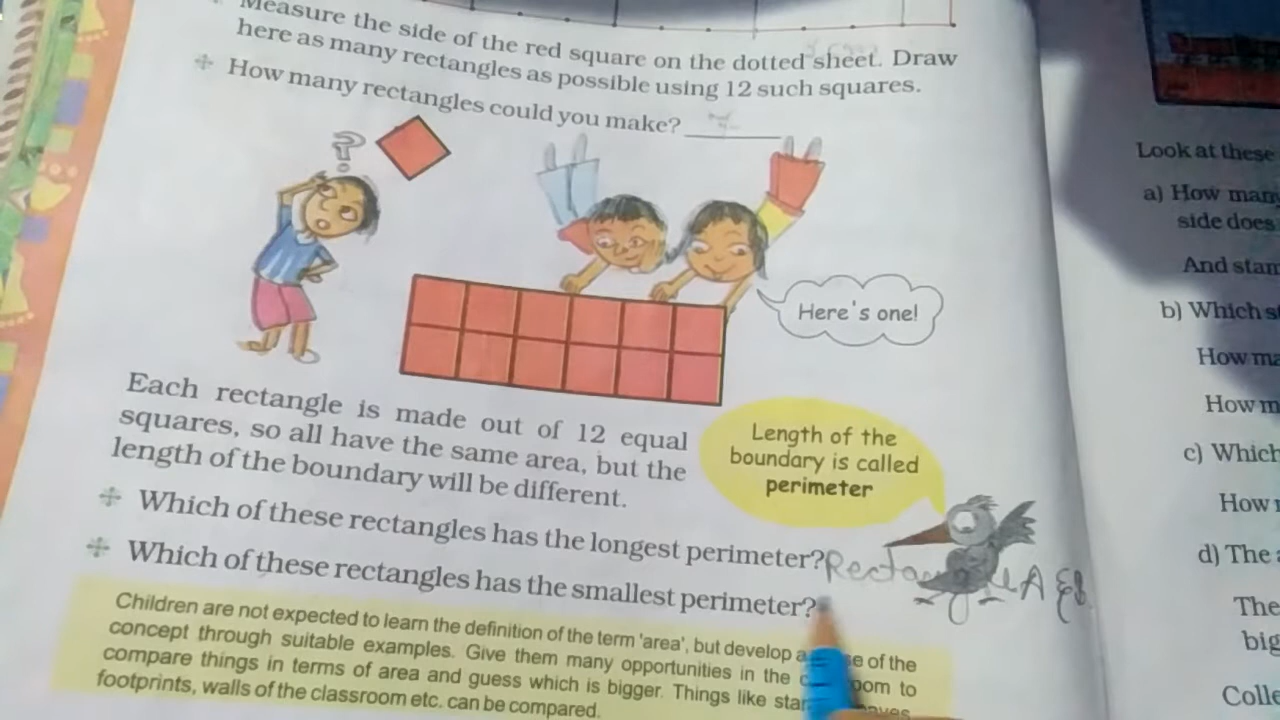 Measure the side of the red square on the dotted sheet. Draw
here as many rectangles as possible using 12 such squares.
How many rectangles could you make?
?
Here's one!
Each rectangle is made out of 12 equal
squares, so all have the same area, but the
length of the boundary will be different.
Length of the
boundary is called
perimeter
Which of these rectangles has the longest perimeter?
Which of these rectangles has the smallest perimeter?
Children are not expected to learn the definition of the term 'area', but develop a se of the
concept through suitable examples. Give them many opportunities in the oom to
compare things in terms of area and guess which is bigger. Things like
footprints, walls of the classroom etc. can be compared.
Look at these
a) How many
side does
And
b) Which
How
How
c) Which
How
d) The
The
big